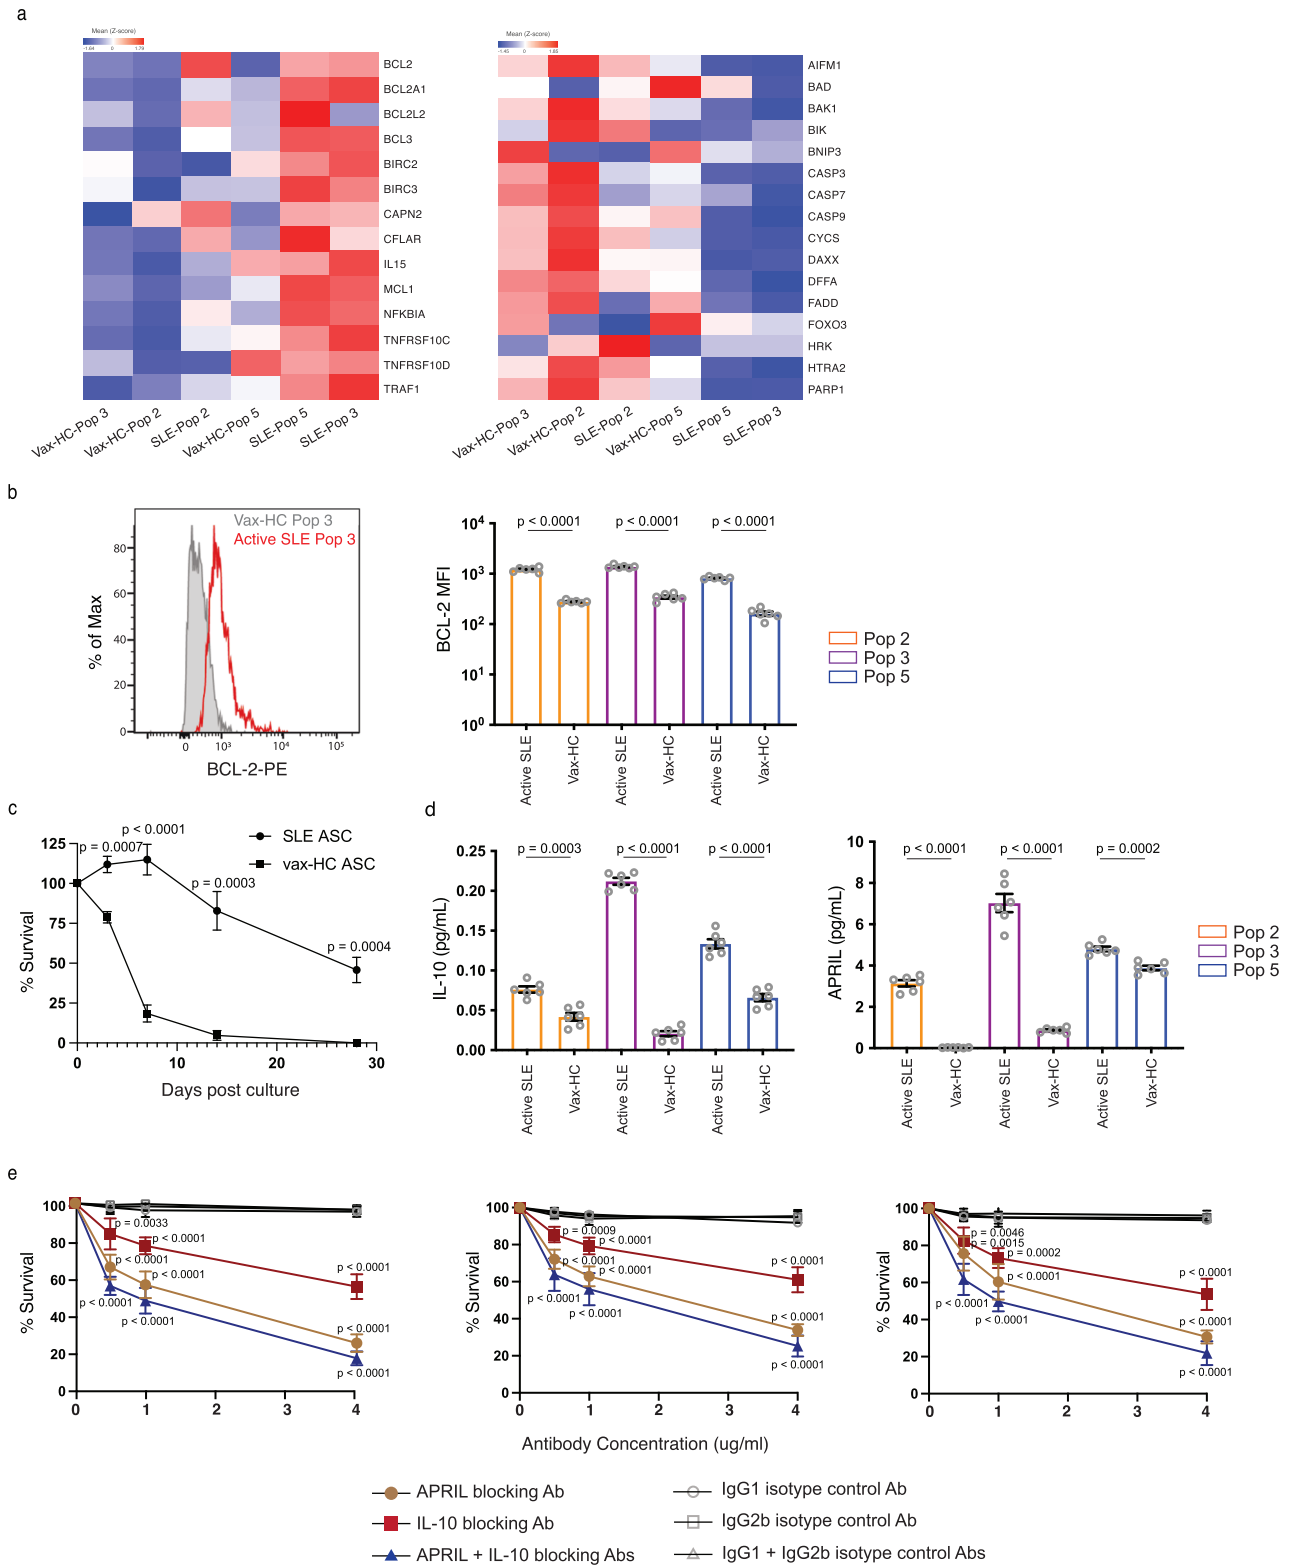 a
Mean (Z-score)
-1.64 0 1.79
BCL2
BCL2A1
BCL2L2
BCL3
BIRC2
BIRC3
CAPN2
CFLAR
IL15
MCL1
NFKBIA
TNFRSF10C
TNFRSF10D
TRAF1
Vax-HC-Pop 3
Vax-HC-Pop 2
SLE-Pop 2
Vax-HC-Pop 5
SLE-Pop 5
SLE-Pop 3
Mean (Z-score)
-1.45 0 1.85
AIFM1
BAD
BAK1
BIK
BNIP3
CASP3
CASP7
CASP9
CYCS
DAXX
DFFA
FADD
FOXO3
HRK
HTRA2
PARP1
Vax-HC-Pop 3
Vax-HC-Pop 2
SLE-Pop 2
Vax-HC-Pop 5
SLE-Pop 5
SLE-Pop 3
b
Vax-HC Pop 3
Active SLE Pop 3
% of Max
80
60
40
20
0
0 10³ 10⁴ 10⁵
BCL-2-PE
BCL-2 MFI
10⁴
10³
10²
10¹
10⁰
p < 0.0001 p < 0.0001 p < 0.0001
Active SLE
Vax-HC
Active SLE
Vax-HC
Active SLE
Vax-HC
Pop 2
Pop 3
Pop 5
c
% Survival
125
100
75
50
25
0
p = 0.0007
p < 0.0001
p = 0.0003
p = 0.0004
SLE ASC
vax-HC ASC
0 10 20 30
Days post culture
d
IL-10 (pg/mL)
0.25
0.20
0.15
0.10
0.05
0.00
p = 0.0003 p < 0.0001 p < 0.0001
Active SLE
Vax-HC
Active SLE
Vax-HC
Active SLE
Vax-HC
APRIL (pg/mL)
10
8
6
4
2
0
p < 0.0001 p < 0.0001 p = 0.0002
Active SLE
Vax-HC
Active SLE
Vax-HC
Active SLE
Vax-HC
Pop 2
Pop 3
Pop 5
e
% Survival
100
80
60
40
20
0
p = 0.0033
p < 0.0001
p < 0.0001
p < 0.0001
p < 0.0001
p < 0.0001
p < 0.0001
p < 0.0001
p < 0.0001
0 1 2 3 4
% Survival
100
80
60
40
20
0
p = 0.0009
p < 0.0001
p < 0.0001
p < 0.0001
p < 0.0001
p < 0.0001
p < 0.0001
p < 0.0001
p < 0.0001
0 1 2 3 4
% Survival
100
80
60
40
20
0
p = 0.0046
p = 0.0015
p = 0.0002
p < 0.0001
p < 0.0001
p < 0.0001
p < 0.0001
p < 0.0001
p < 0.0001
0 1 2 3 4
Antibody Concentration (ug/ml)
APRIL blocking Ab
IL-10 blocking Ab
APRIL + IL-10 blocking Abs
IgG1 isotype control Ab
IgG2b isotype control Ab
IgG1 + IgG2b isotype control Abs